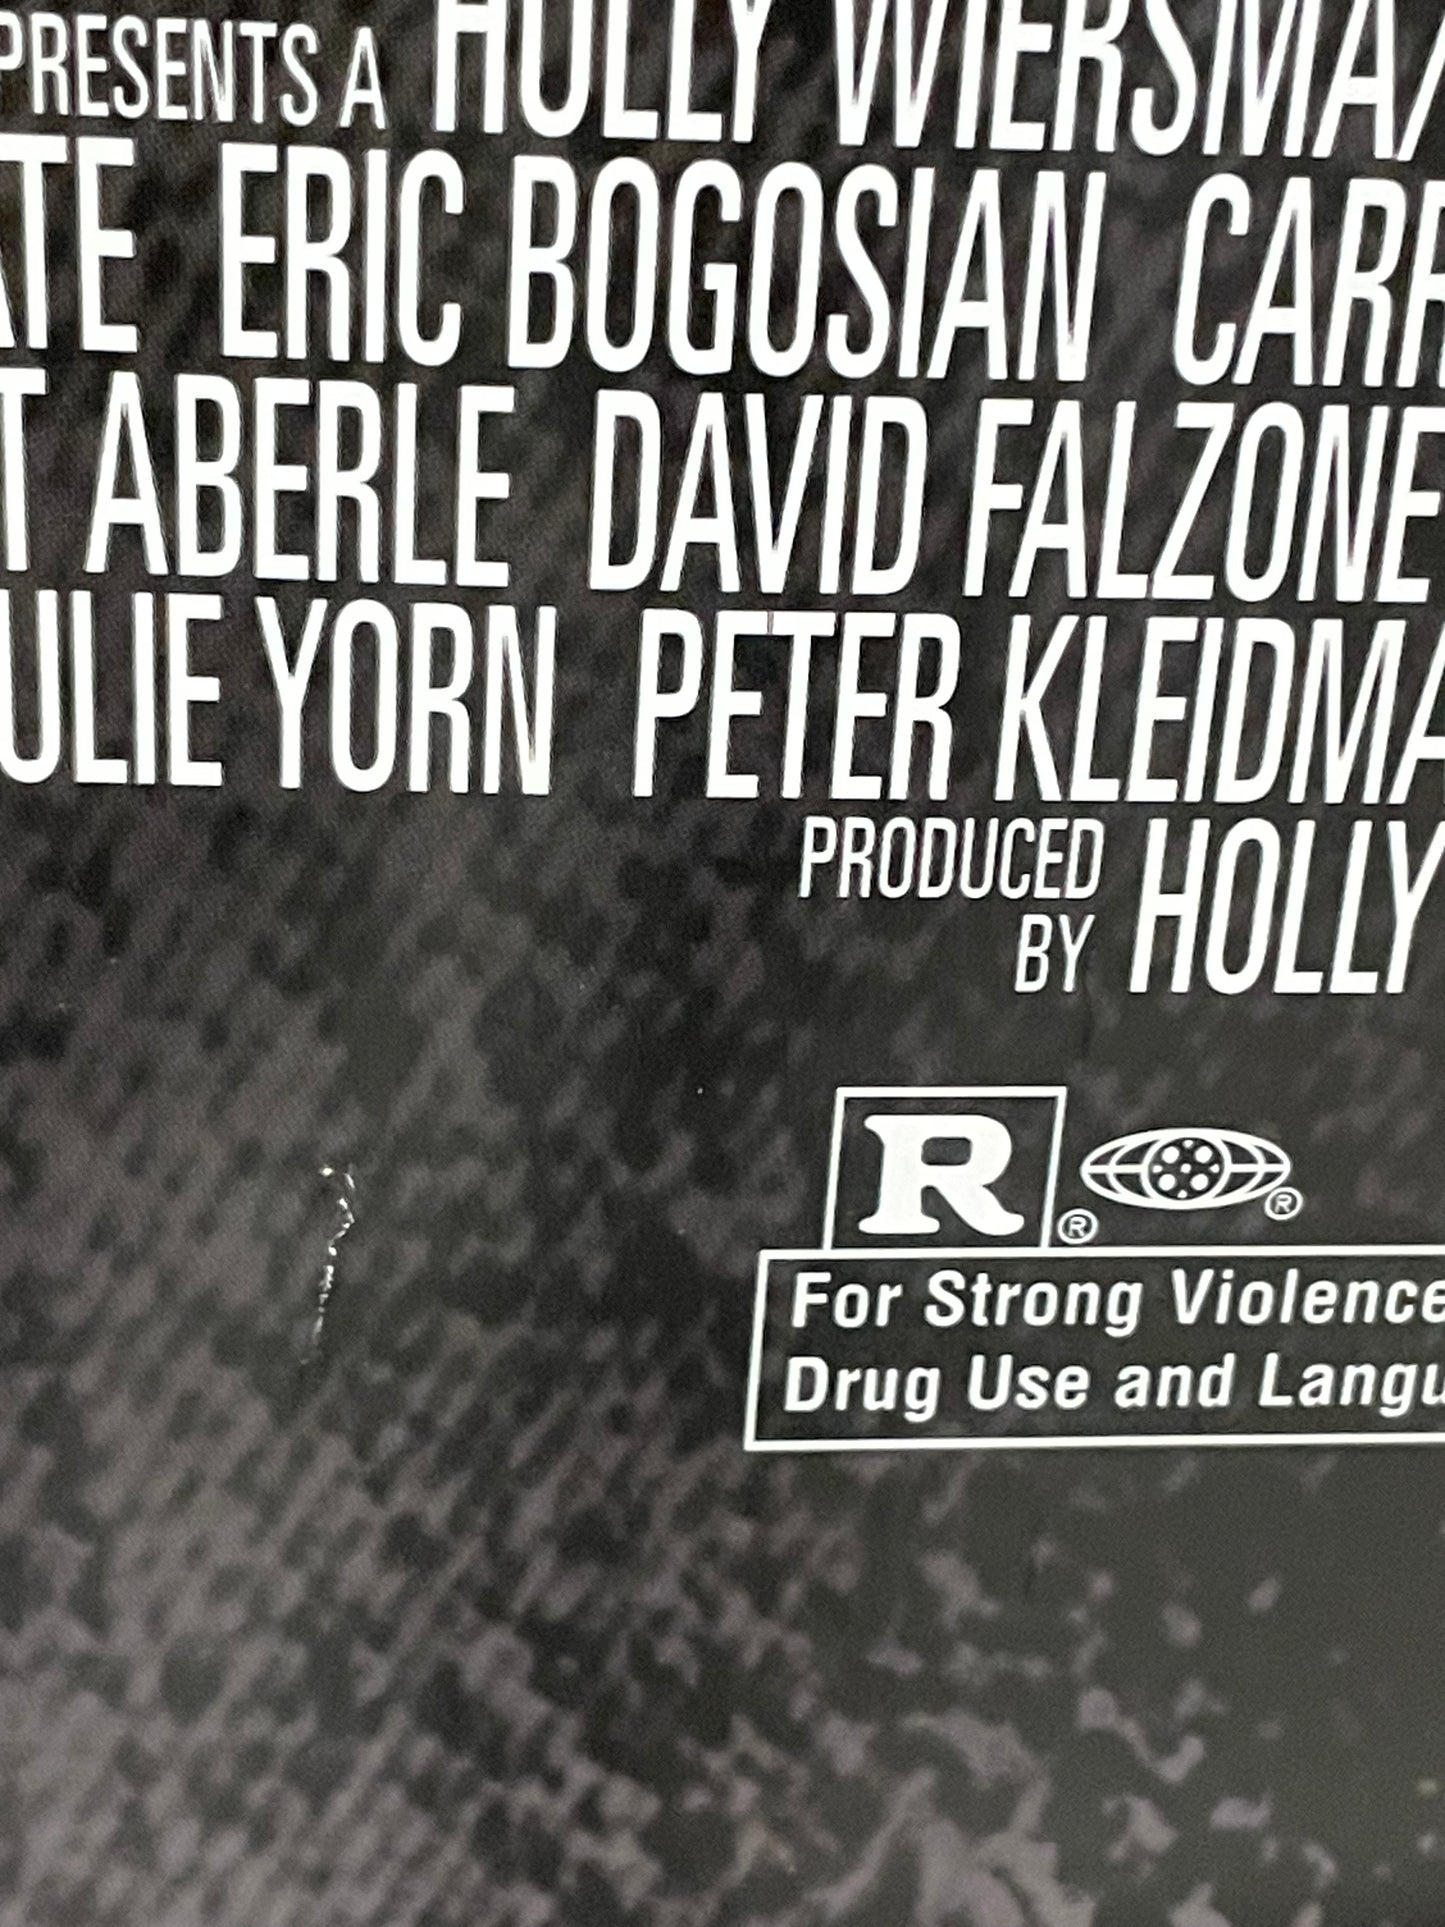 PRESENTS A HOLLY WIERSMA/
ATE ERIC BOGOSIAN CARR
T ABERLE DAVID FALZONE
ULIE YORN PETER KLEIDMA
PRODUCED
BY HOLLY
R ® ®
For Strong Violence
Drug Use and Langu